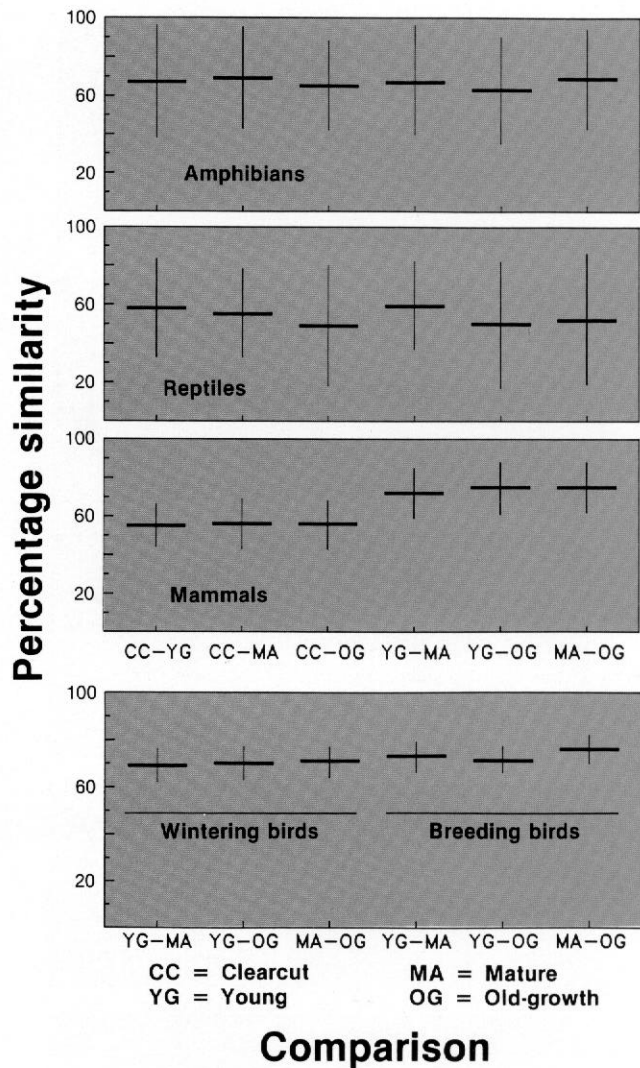 Percentage similarity
100
60
20
Amphibians
100
60
20
Reptiles
100
60
20
Mammals
CC–YG CC–MA CC–OG YG–MA YG–OG MA–OG
100
60
20
Wintering birds Breeding birds
YG–MA YG–OG MA–OG YG–MA YG–OG MA–OG
CC = Clearcut MA = Mature
YG = Young OG = Old-growth
Comparison